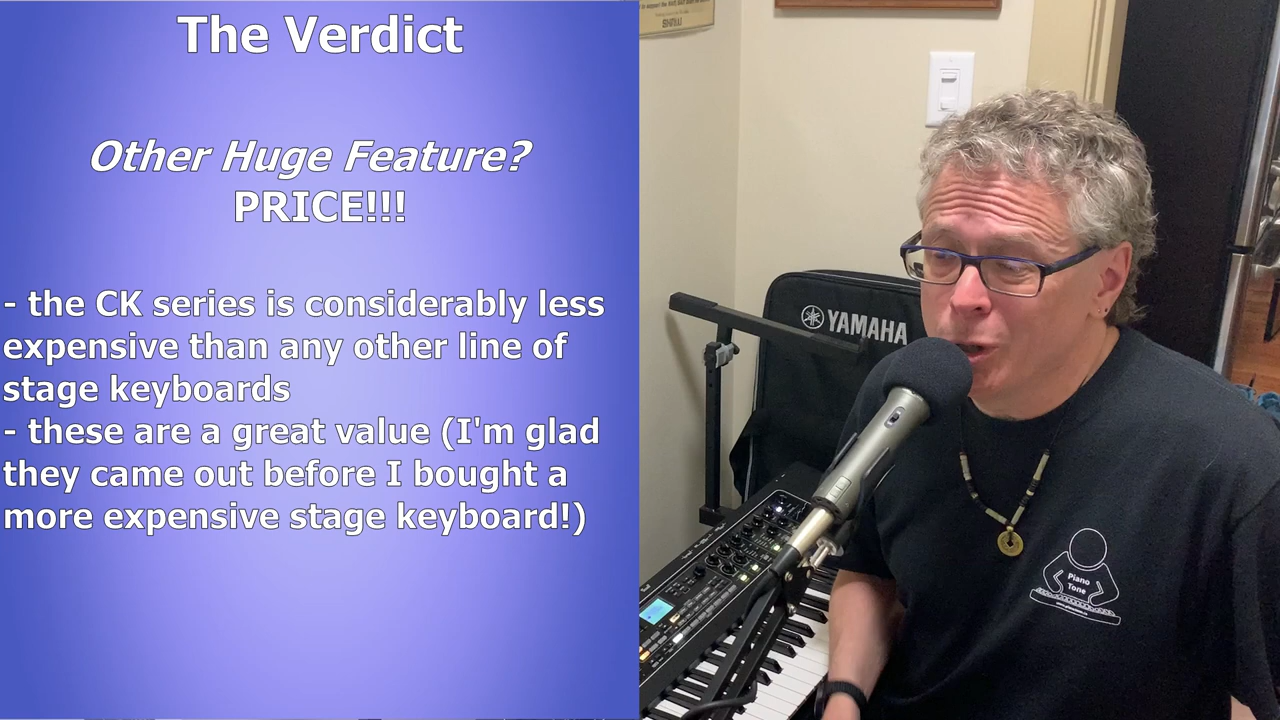 The Verdict
Other Huge Feature?
PRICE!!!
- the CK series is considerably less
expensive than any other line of
stage keyboards
- these are a great value (I'm glad
they came out before I bought a
more expensive stage keyboard!)
YAMAHA
Piano
Tone